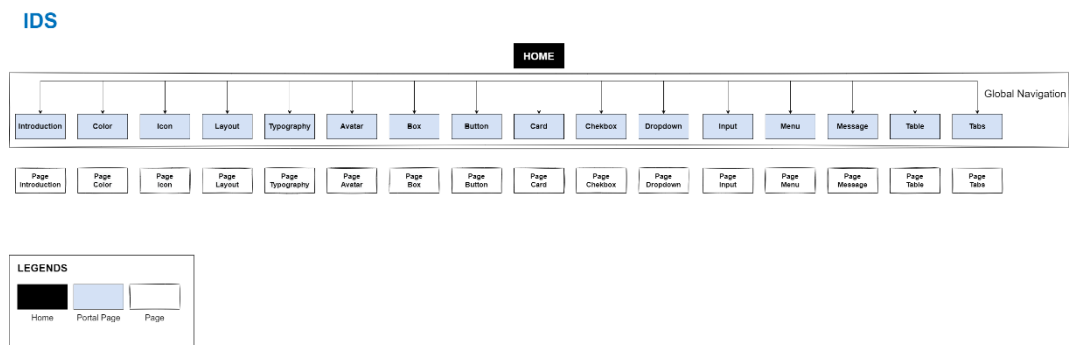 IDS
HOME
Global Navigation
Introduction Color Icon Layout Typography Avatar Box Button Card Chekbox Dropdown Input Menu Message Table Tabs
Page Page Page Page Page Page Page Page Page Page Page Page Page Page Page Page
Introduction Color Icon Layout Typography Avatar Box Button Card Chekbox Dropdown Input Menu Message Table Tabs
LEGENDS
Home Portal Page Page